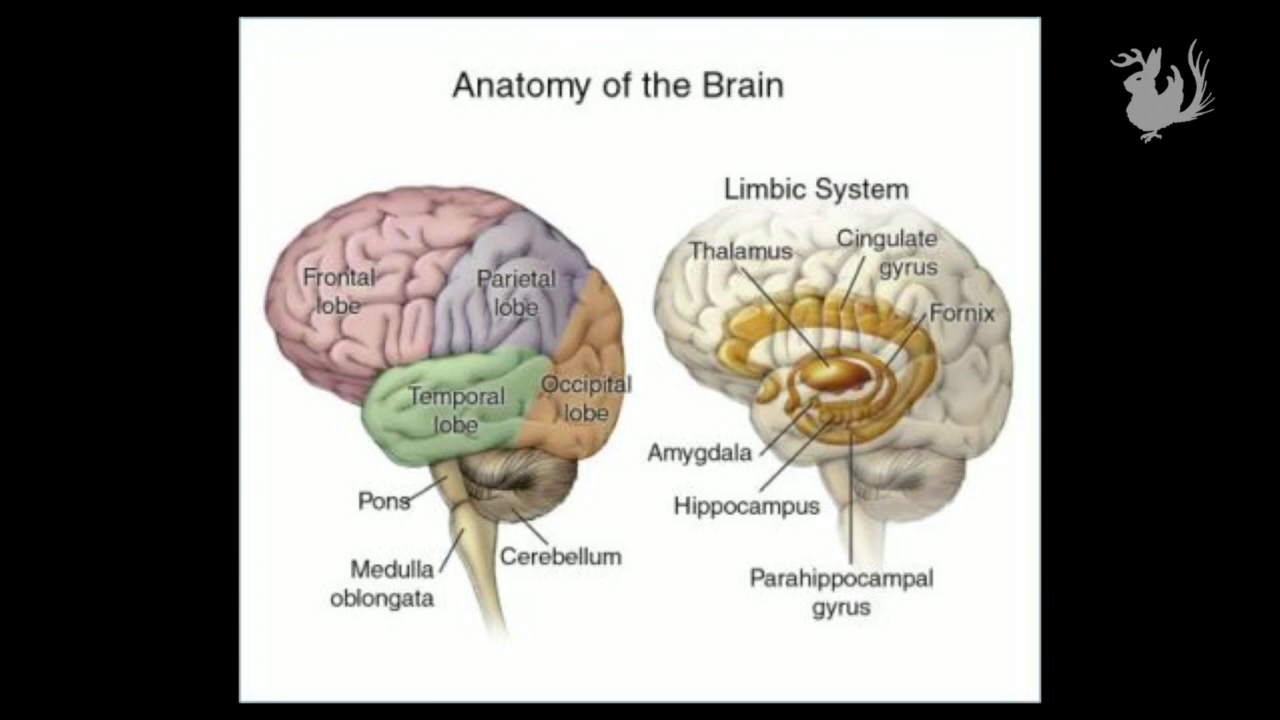 Anatomy of the Brain
Frontal
lobe
Parietal
lobe
Temporal
lobe
Occipital
lobe
Pons
Medulla
oblongata
Cerebellum
Limbic System
Thalamus
Cingulate
gyrus
Fornix
Amygdala
Hippocampus
Parahippocampal
gyrus